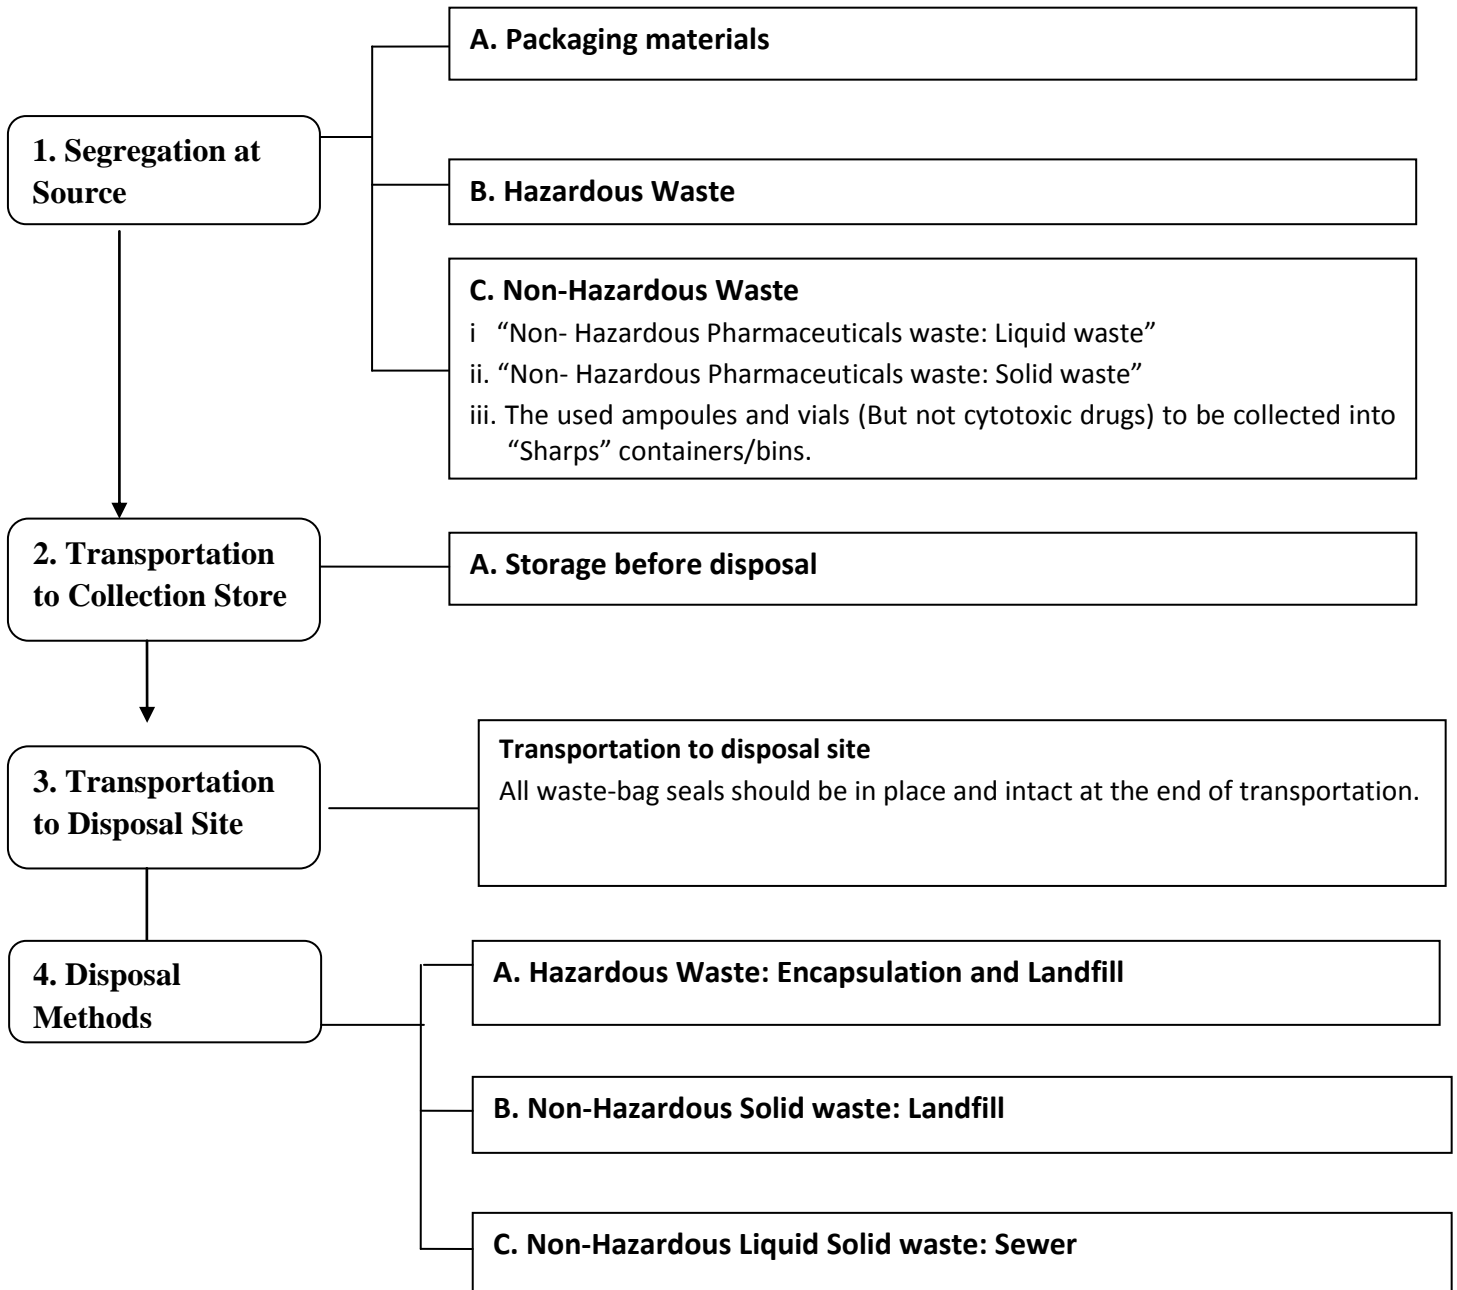 A. Packaging materials
1. Segregation at
Source
B. Hazardous Waste
C. Non-Hazardous Waste
i “Non- Hazardous Pharmaceuticals waste: Liquid waste”
ii. “Non- Hazardous Pharmaceuticals waste: Solid waste”
iii. The used ampoules and vials (But not cytotoxic drugs) to be collected into
“Sharps” containers/bins.
2. Transportation
to Collection Store
A. Storage before disposal
3. Transportation
to Disposal Site
Transportation to disposal site
All waste-bag seals should be in place and intact at the end of transportation.
4. Disposal
Methods
A. Hazardous Waste: Encapsulation and Landfill
B. Non-Hazardous Solid waste: Landfill
C. Non-Hazardous Liquid Solid waste: Sewer